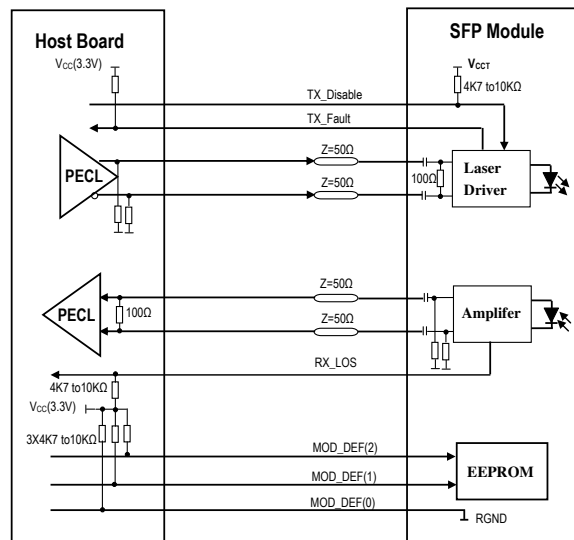 Host Board
SFP Module
VCC(3.3V)
VCCT
4K7 to10KΩ
TX_Disable
TX_Fault
PECL
Z=50Ω
Z=50Ω
100Ω
Laser
Driver
Z=50Ω
PECL
100Ω
Z=50Ω
Amplifer
RX_LOS
4K7 to10KΩ
VCC(3.3V)
3X4K7 to10KΩ
MOD_DEF(2)
MOD_DEF(1)
EEPROM
MOD_DEF(0)
RGND